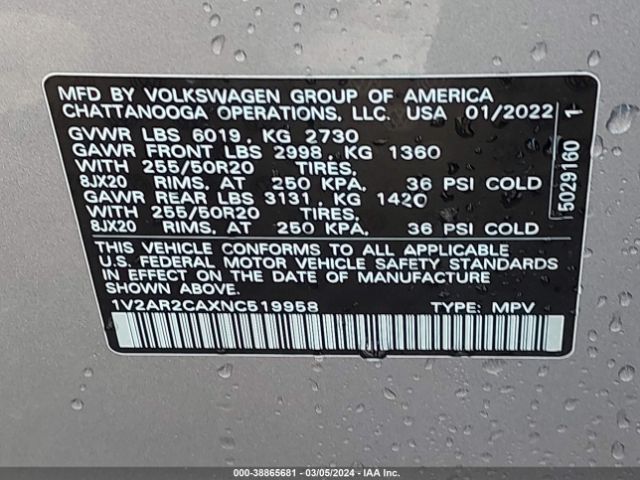 MFD BY VOLKSWAGEN GROUP OF AMERICA
CHATTANOOGA OPERATIONS, LLC. USA 01/2022
GVWR LBS 6019, KG 2730
GAWR FRONT LBS 2998, KG 1360
WITH 255/50R20 TIRES,
8JX20 RIMS, AT 250 KPA, 36 PSI COLD
GAWR REAR LBS 3131, KG 1420
WITH 255/50R20 TIRES,
8JX20 RIMS, AT 250 KPA, 36 PSI COLD
THIS VEHICLE CONFORMS TO ALL APPLICABLE
U.S. FEDERAL MOTOR VEHICLE SAFETY STANDARDS
IN EFFECT ON THE DATE OF MANUFACTURE
SHOWN ABOVE.
1V2AR2CAXNC519958 TYPE: MPV
5029160 1
000-38865681 / 03/05/2024 - IAA Inc.